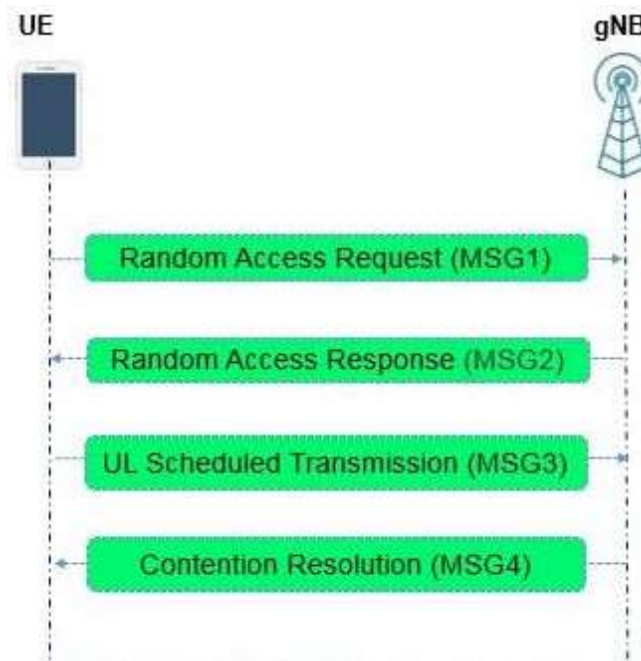 UE gNB
Random Access Request (MSG1)
Random Access Response (MSG2)
UL Scheduled Transmission (MSG3)
Contention Resolution (MSG4)